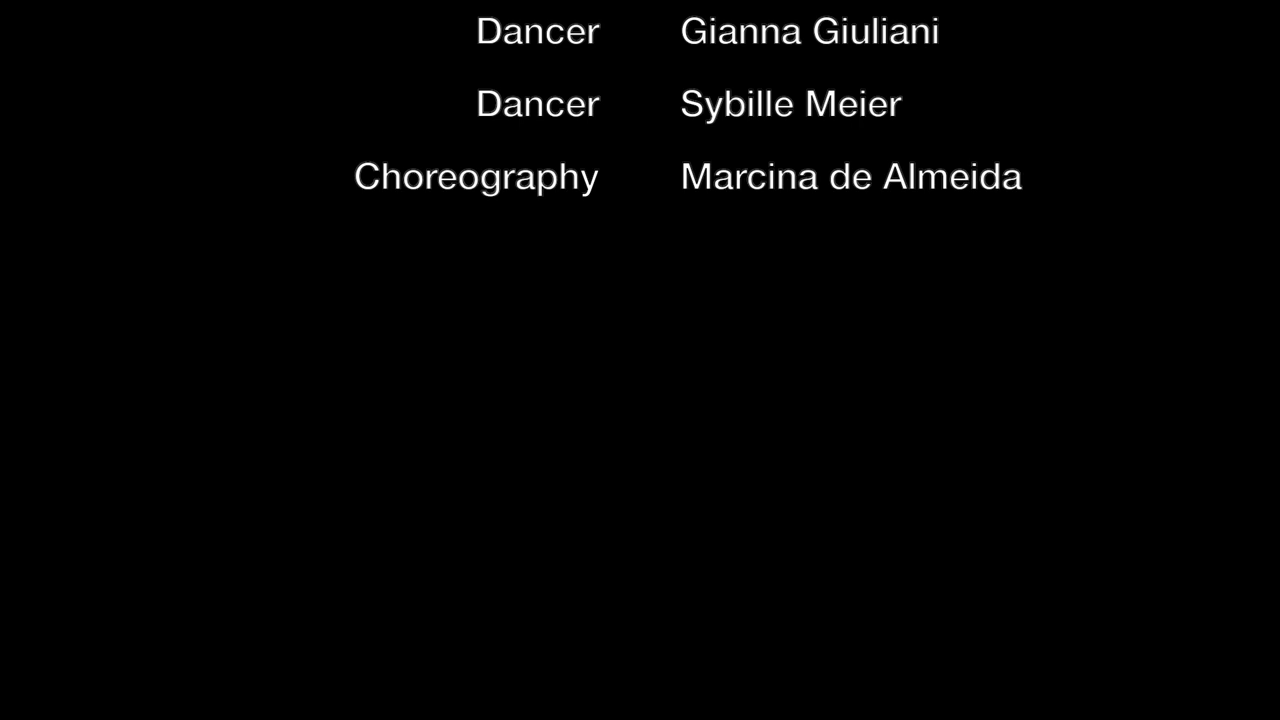 Dancer Gianna Giuliani
Dancer Sybille Meier
Choreography Marcina de Almeida